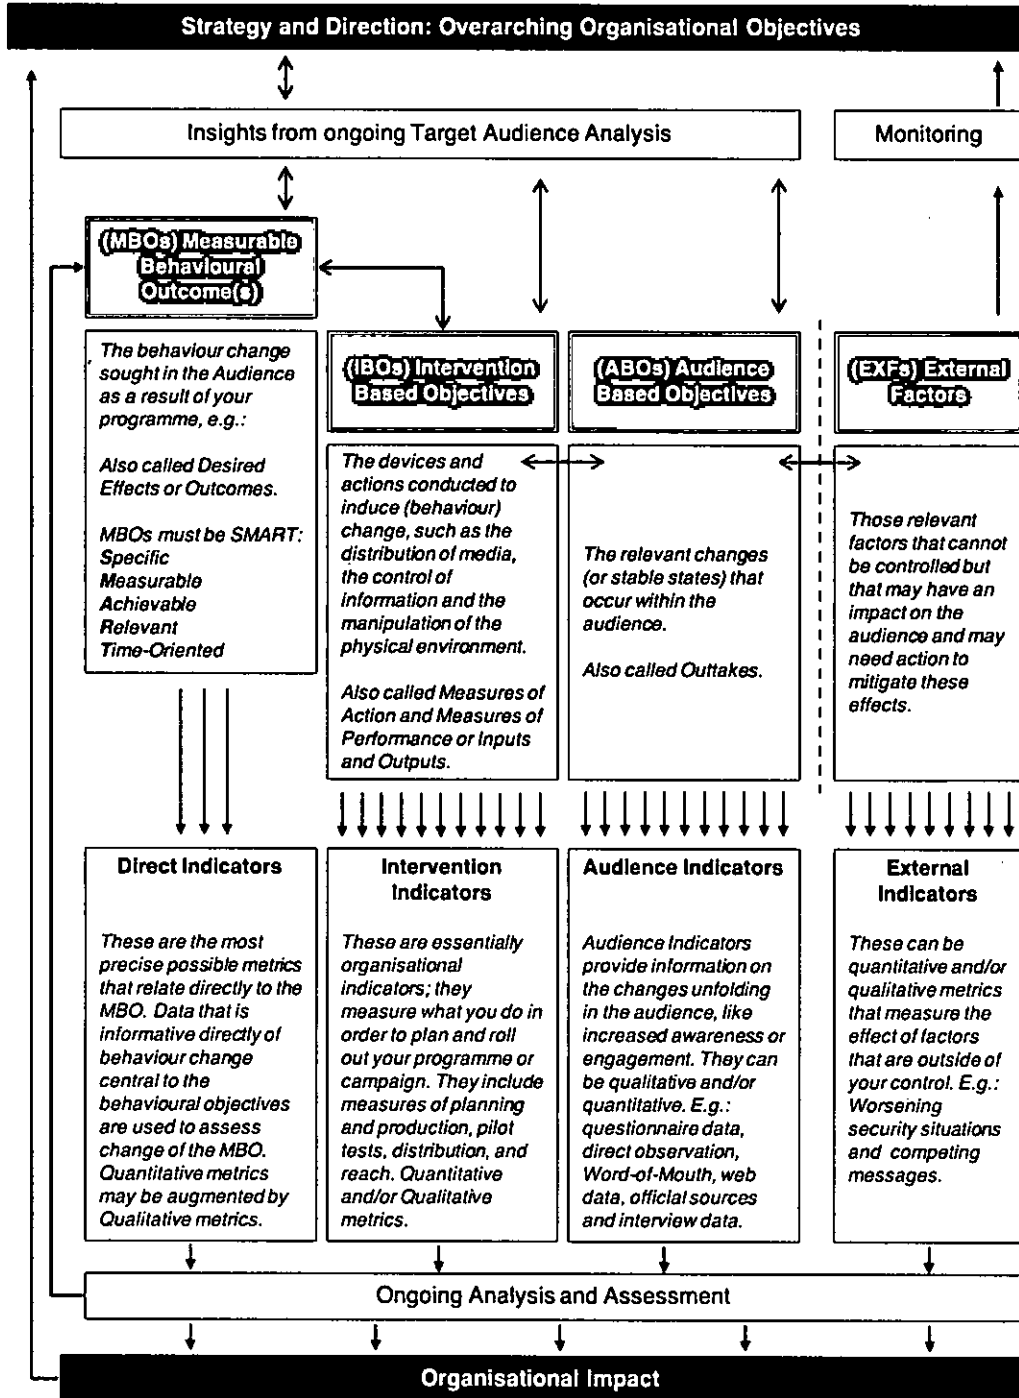 Strategy and Direction: Overarching Organisational Objectives
Insights from ongoing Target Audience Analysis
Monitoring
(MBOs) Measurable
Behavioural
Outcome(s)
The behaviour change
sought in the Audience
as a result of your
programme, e.g.:
Also called Desired
Effects or Outcomes.
MBOs must be SMART:
Specific
Measurable
Achievable
Relevant
Time-Oriented
(IBOs) Intervention
Based Objectives
The devices and
actions conducted to
induce (behaviour)
change, such as the
distribution of media,
the control of
information and the
manipulation of the
physical environment.
Also called Measures of
Action and Measures of
Performance or Inputs
and Outputs.
(ABOs) Audience
Based Objectives
The relevant changes
(or stable states) that
occur within the
audience.
Also called Outtakes.
(EXFs) External
Factors
Those relevant
factors that cannot
be controlled but
that may have an
impact on the
audience and may
need action to
mitigate these
effects.
Direct Indicators
These are the most
precise possible metrics
that relate directly to the
MBO. Data that is
informative directly of
behaviour change
central to the
behavioural objectives
are used to assess
change of the MBO.
Quantitative metrics
may be augmented by
Qualitative metrics.
Intervention
Indicators
These are essentially
organisational
indicators; they
measure what you do in
order to plan and roll
out your programme or
campaign. They include
measures of planning
and production, pilot
tests, distribution, and
reach. Quantitative
and/or Qualitative
metrics.
Audience Indicators
Audience Indicators
provide information on
the changes unfolding
in the audience, like
increased awareness or
engagement. They can
be qualitative and/or
quantitative. E.g.:
questionnaire data,
direct observation,
Word-of-Mouth, web
data, official sources
and interview data.
External
Indicators
These can be
quantitative and/or
qualitative metrics
that measure the
effect of factors
that are outside of
your control. E.g.:
Worsening
security situations
and competing
messages.
Ongoing Analysis and Assessment
Organisational Impact